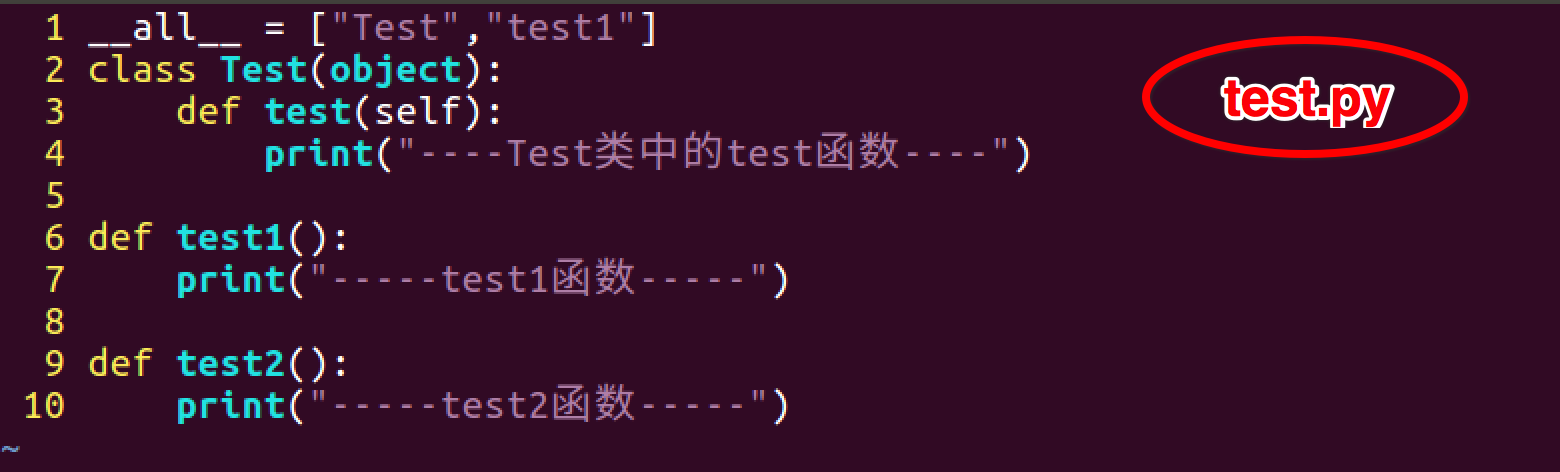 1 __all__ = ["Test","test1"]
2 class Test(object):
3     def test(self):
4         print("----Test类中的test函数----")
5
6 def test1():
7     print("-----test1函数-----")
8
9 def test2():
10     print("-----test2函数-----")
~
test.py